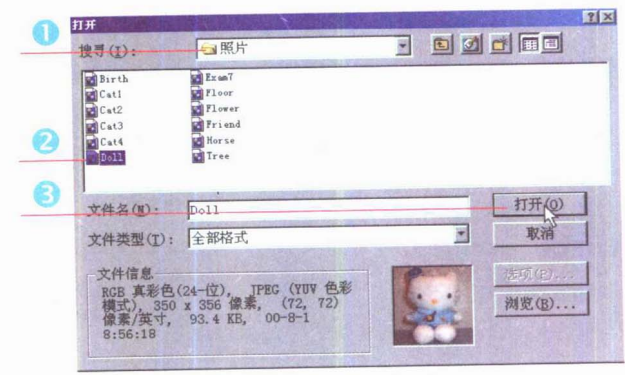 打开
1
搜寻(I): 照片
Birth Exam7
Cat1 Floor
Cat2 Flower
Cat3 Friend
Cat4 Horse
2
Doll Tree
3
文件名(N): Doll 打开(O)
文件类型(T): 全部格式 取消
文件信息
选项(P)...
RGB 真彩色(24-位), JPEG (YUV 色彩
模式), 350 x 356 像素, (72, 72)
像素/英寸, 93.4 KB, 00-8-1
8:56:18
浏览(B)...